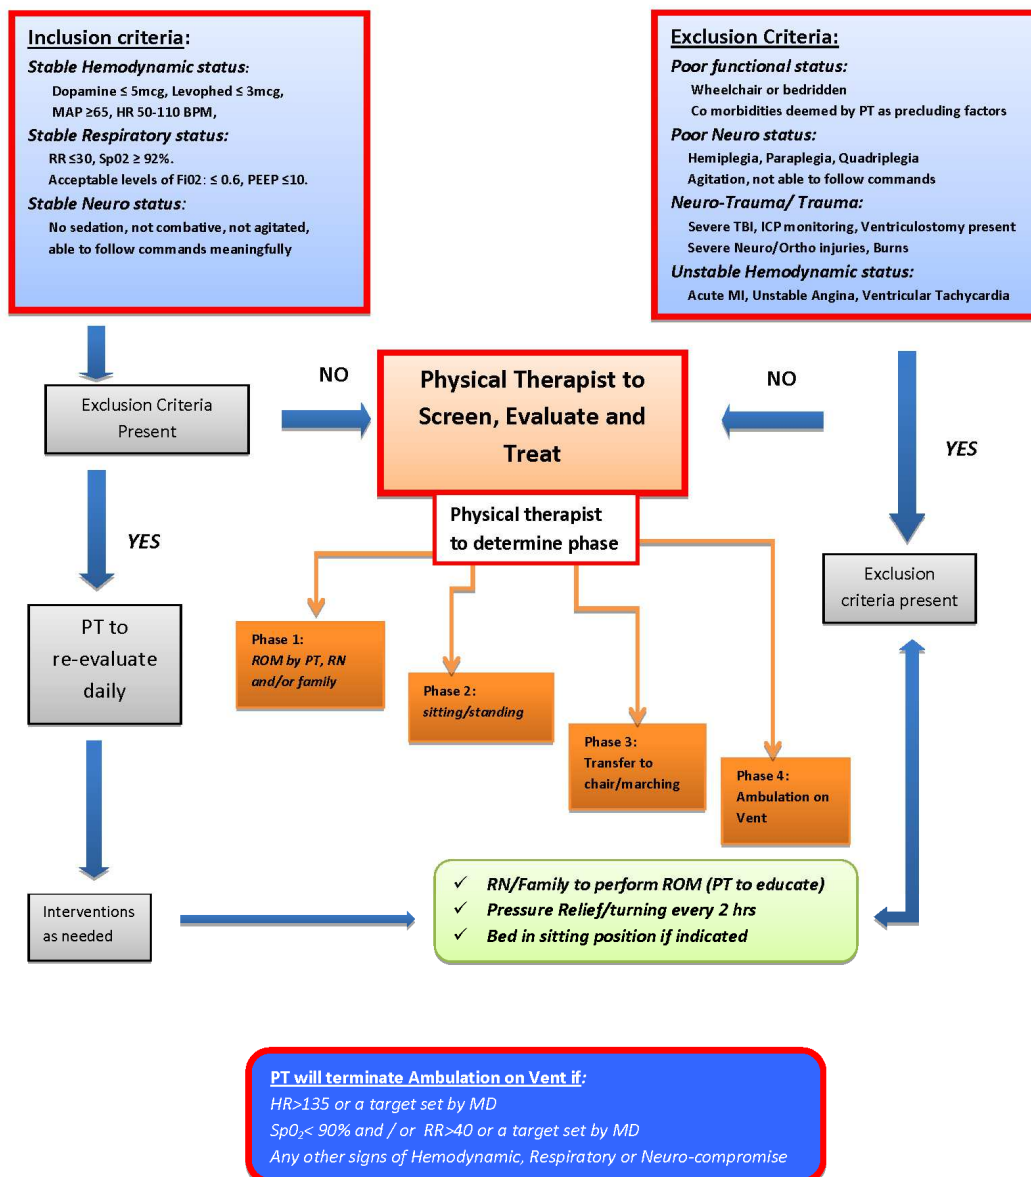 Inclusion criteria:
Stable Hemodynamic status:
Dopamine ≤ 5mcg, Levophed ≤ 3mcg,
MAP ≥65, HR 50-110 BPM,
Stable Respiratory status:
RR ≤30, Sp02 ≥ 92%.
Acceptable levels of Fi02: ≤ 0.6, PEEP ≤10.
Stable Neuro status:
No sedation, not combative, not agitated,
able to follow commands meaningfully
Exclusion Criteria:
Poor functional status:
Wheelchair or bedridden
Co morbidities deemed by PT as precluding factors
Poor Neuro status:
Hemiplegia, Paraplegia, Quadriplegia
Agitation, not able to follow commands
Neuro-Trauma/ Trauma:
Severe TBI, ICP monitoring, Ventriculostomy present
Severe Neuro/Ortho injuries, Burns
Unstable Hemodynamic status:
Acute MI, Unstable Angina, Ventricular Tachycardia
Exclusion Criteria
Present
NO
Physical Therapist to
Screen, Evaluate and
Treat
NO
YES
YES
Physical therapist
to determine phase
Exclusion
criteria present
PT to
re-evaluate
daily
Phase 1:
ROM by PT, RN
and/or family
Phase 2:
sitting/standing
Phase 3:
Transfer to
chair/marching
Phase 4:
Ambulation on
Vent
Interventions
as needed
✓ RN/Family to perform ROM (PT to educate)
✓ Pressure Relief/turning every 2 hrs
✓ Bed in sitting position if indicated
PT will terminate Ambulation on Vent if:
HR>135 or a target set by MD
Sp0₂< 90% and / or RR>40 or a target set by MD
Any other signs of Hemodynamic, Respiratory or Neuro-compromise